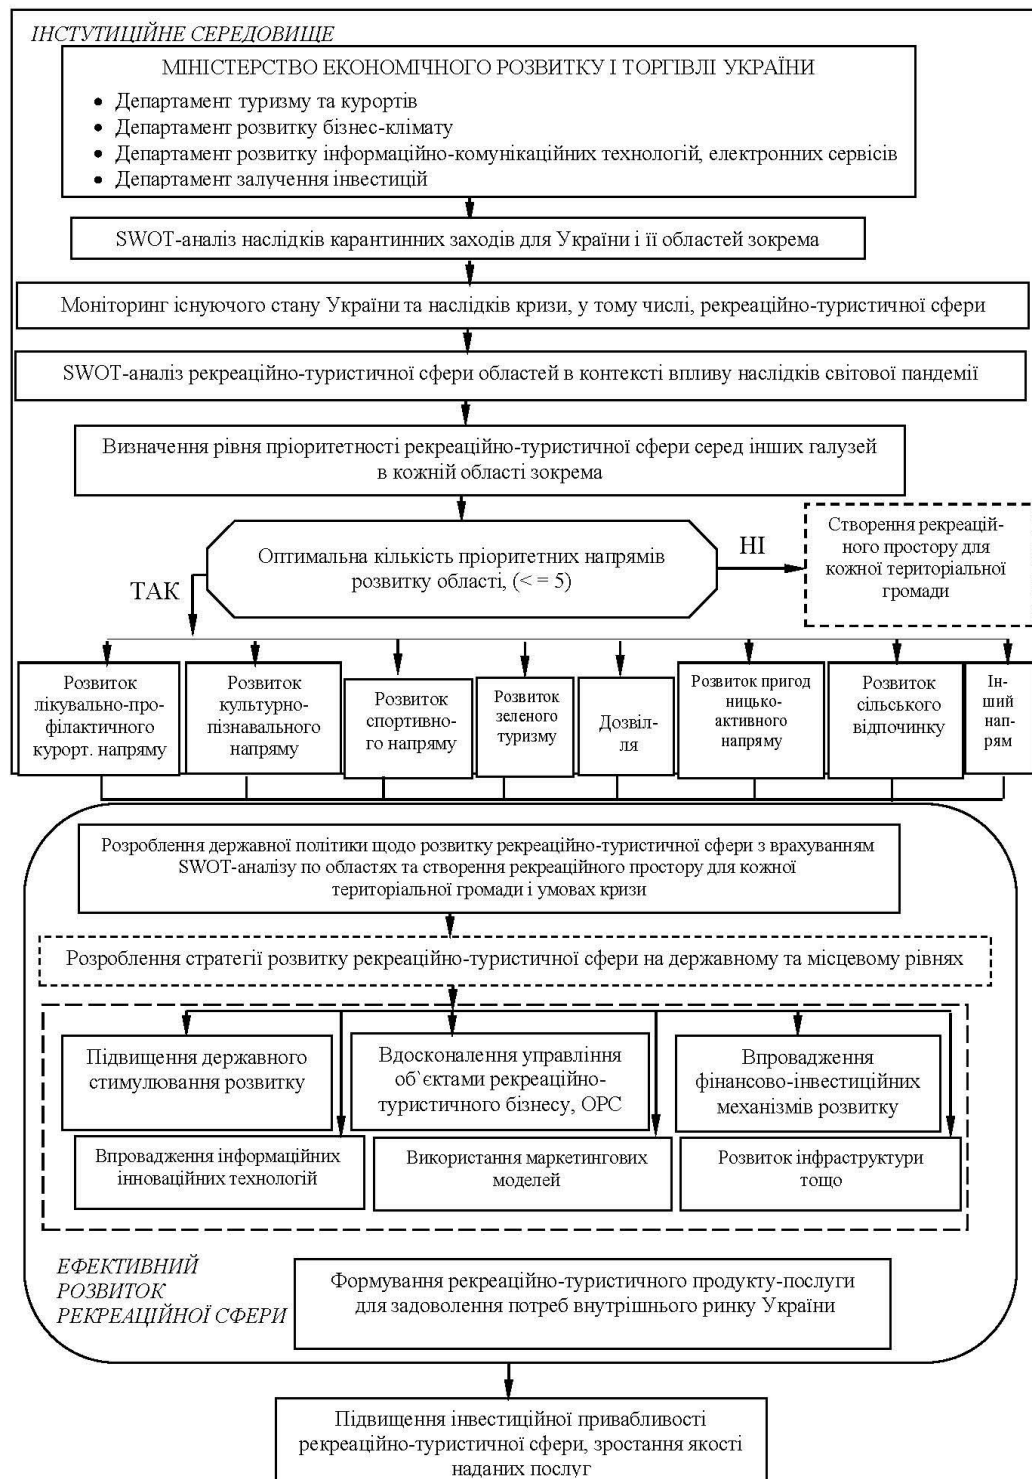 ІНСТУТИЦІЙНЕ СЕРЕДОВИЩЕ
МІНІСТЕРСТВО ЕКОНОМІЧНОГО РОЗВИТКУ І ТОРГІВЛІ УКРАЇНИ
• Департамент туризму та курортів
• Департамент розвитку бізнес-клімату
• Департамент розвитку інформаційно-комунікаційних технологій, електронних сервісів
• Департамент залучення інвестицій
SWOT-аналіз наслідків карантинних заходів для України і її областей зокрема
Моніторинг існуючого стану України та наслідків кризи, у тому числі, рекреаційно-туристичної сфери
SWOT-аналіз рекреаційно-туристичної сфери областей в контексті впливу наслідків світової пандемії
Визначення рівня пріоритетності рекреаційно-туристичної сфери серед інших галузей
в кожній області зокрема
Оптимальна кількість пріоритетних напрямів
розвитку області, (< = 5)
НІ
Створення рекреацій-
ного простору для
кожної територіальної
громади
ТАК
Розвиток
лікувально-про-
філактичного
курорт. напряму
Розвиток
культурно-
пізнавального
напряму
Розвиток
спортивно-
го напряму
Розвиток
зеленого
туризму
Дозвіл-
ля
Розвиток пригод
ницько-активного
напряму
Розвиток
сільського
відпочинку
Ін-
ший
нап-
рям
Розроблення державної політики щодо розвитку рекреаційно-туристичної сфери з врахуванням
SWOT-аналізу по областях та створення рекреаційного простору для кожної
територіальної громади і умовах кризи
Розроблення стратегії розвитку рекреаційно-туристичної сфери на державному та місцевому рівнях
Підвищення державного
стимулювання розвитку
Вдосконалення управління
об`єктами рекреаційно-
туристичного бізнесу, ОРС
Впровадження
фінансово-інвестиційних
механізмів розвитку
Впровадження інформаційних
інноваційних технологій
Використання маркетингових
моделей
Розвиток інфраструктури
тощо
ЕФЕКТИВНИЙ
РОЗВИТОК
РЕКРЕАЦІЙНОЇ СФЕРИ
Формування рекреаційно-туристичного продукту-послуги
для задоволення потреб внутрішнього ринку України
Підвищення інвестиційної привабливості
рекреаційно-туристичної сфери, зростання якості
наданих послуг